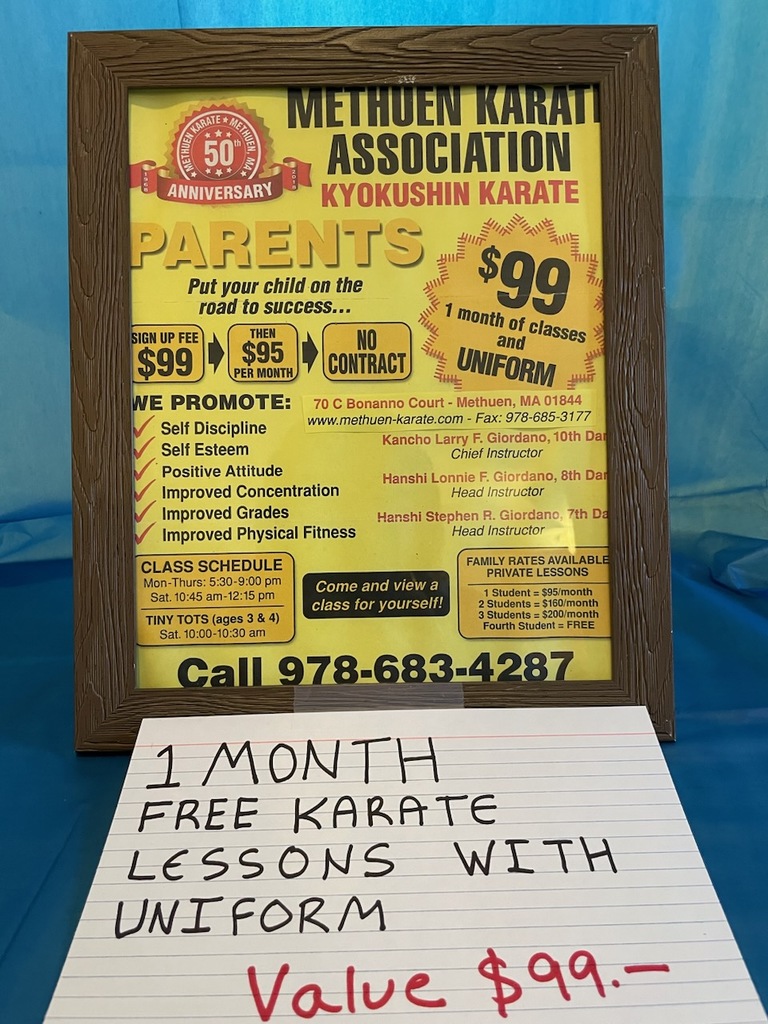 METHUEN KARATE
ASSOCIATION
KYOKUSHIN KARATE
METHUEN KARATE ★ METHUEN, MA
50th
ANNIVERSARY
1968
PARENTS
Put your child on the
road to success...
SIGN UP FEE
$99
THEN
$95
PER MONTH
NO
CONTRACT
$99
1 month of classes
and
UNIFORM
WE PROMOTE:
Self Discipline
Self Esteem
Positive Attitude
Improved Concentration
Improved Grades
Improved Physical Fitness
70 C Bonanno Court - Methuen, MA 01844
www.methuen-karate.com - Fax: 978-685-3177
Kancho Larry F. Giordano, 10th Dan
Chief Instructor
Hanshi Lonnie F. Giordano, 8th Dan
Head Instructor
Hanshi Stephen R. Giordano, 7th Da
Head Instructor
CLASS SCHEDULE
Mon-Thurs: 5:30-9:00 pm
Sat. 10:45 am-12:15 pm
TINY TOTS (ages 3 & 4)
Sat. 10:00-10:30 am
Come and view a
class for yourself!
FAMILY RATES AVAILABLE
PRIVATE LESSONS
1 Student = $95/month
2 Students = $160/month
3 Students = $200/month
Fourth Student = FREE
Call 978-683-4287
1 MONTH
FREE KARATE
LESSONS WITH
UNIFORM
Value $99.-